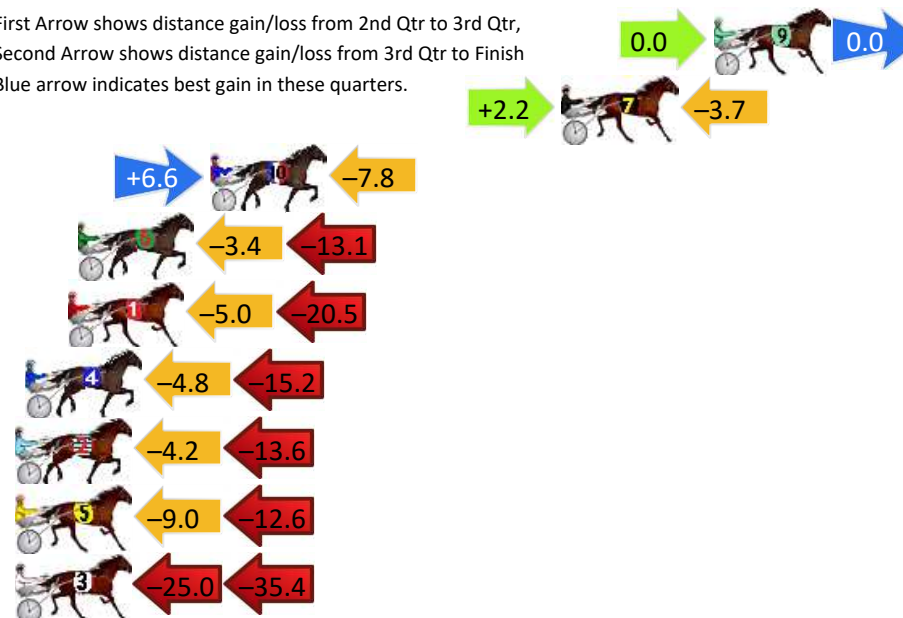 First Arrow shows distance gain/loss from 2nd Qtr to 3rd Qtr,
Second Arrow shows distance gain/loss from 3rd Qtr to Finish
Blue arrow indicates best gain in these quarters.
0.0 9 0.0
+2.2 7 –3.7
+6.6 10 –7.8
–3.4 –13.1
1 –5.0 –20.5
4 –4.8 –15.2
2 –4.2 –13.6
5 –9.0 –12.6
3 –25.0 –35.4